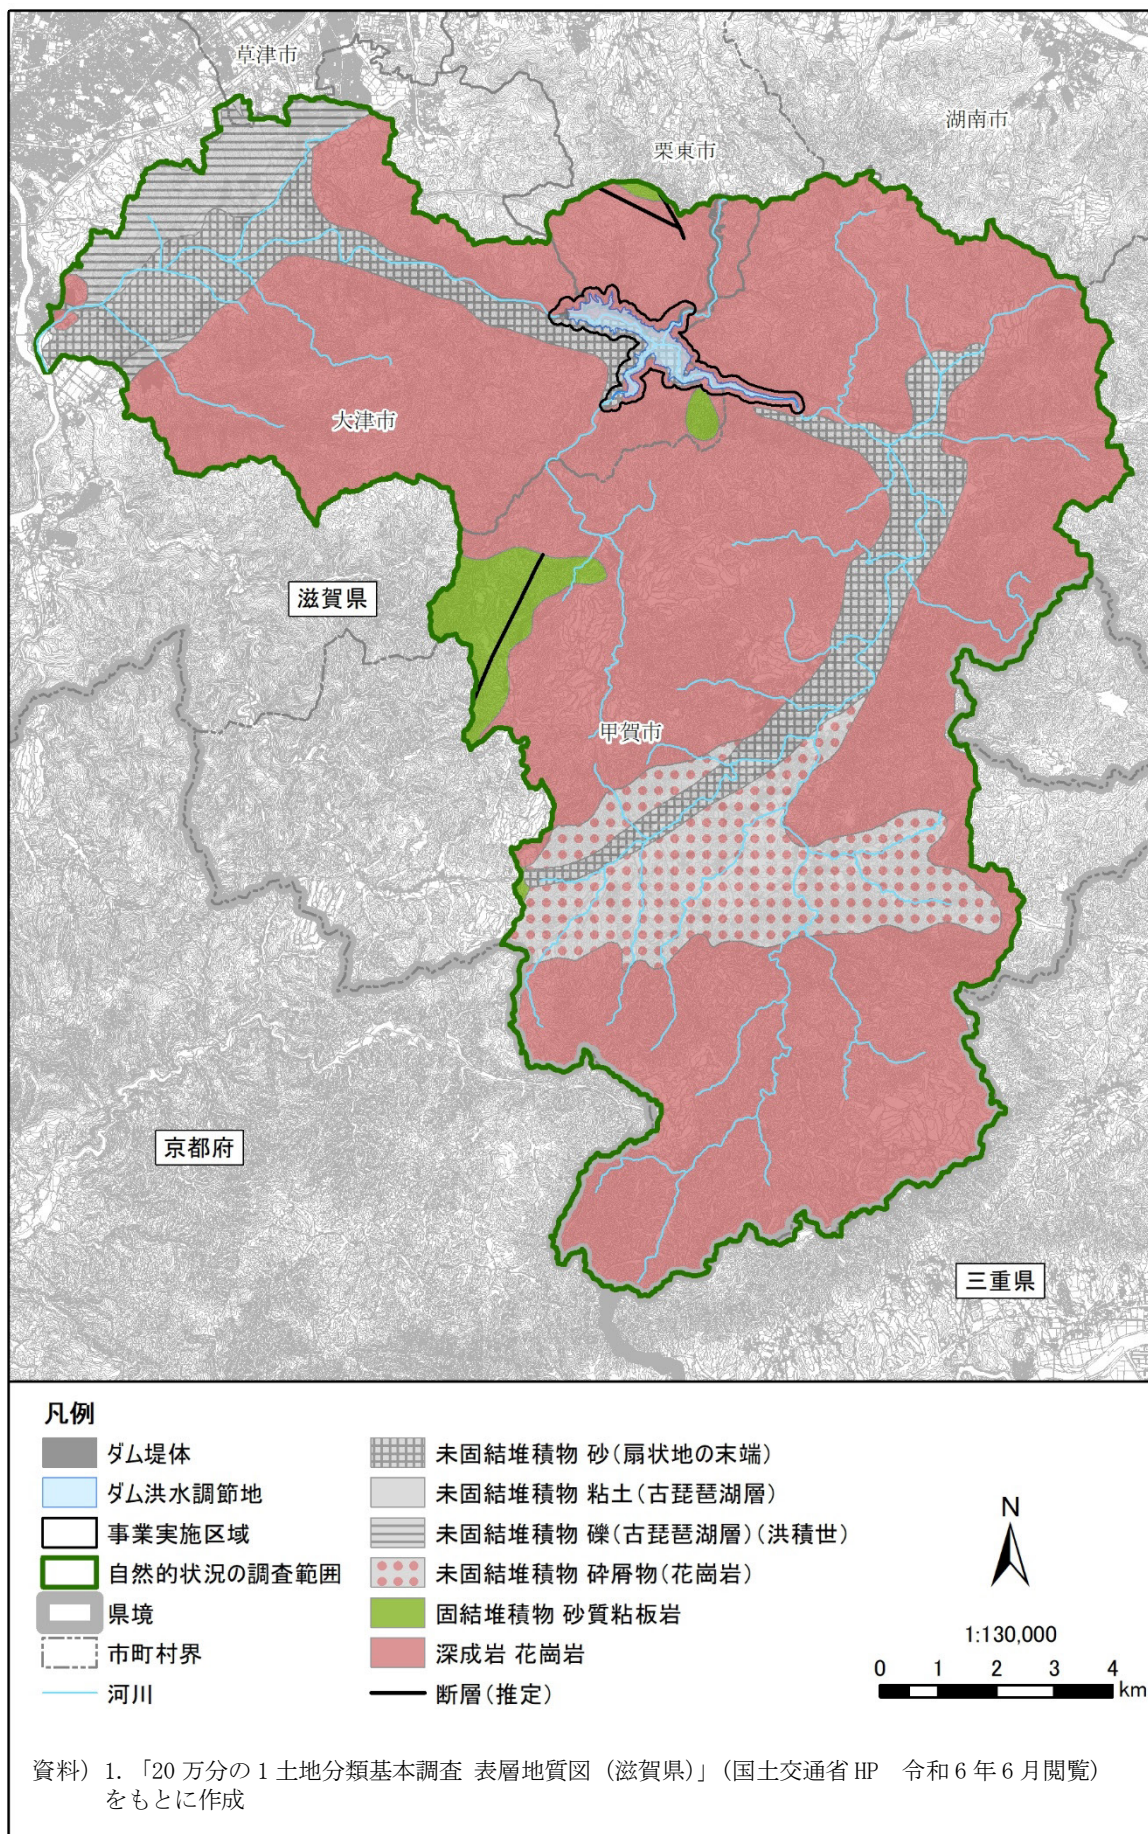 草津市
湖南市
栗東市
大津市
滋賀県
甲賀市
京都府
三重県
凡例
ダム堤体
ダム洪水調節地
事業実施区域
自然的状況の調査範囲
県境
市町村界
河川
未固結堆積物 砂(扇状地の末端)
未固結堆積物 粘土(古琵琶湖層)
未固結堆積物 礫(古琵琶湖層)(洪積世)
未固結堆積物 砕屑物(花崗岩)
固結堆積物 砂質粘板岩
深成岩 花崗岩
断層(推定)
N
1:130,000
0 1 2 3 4
km
資料) 1. 「20 万分の 1 土地分類基本調査 表層地質図 (滋賀県)」(国土交通省 HP 令和 6 年 6 月閲覧)
をもとに作成